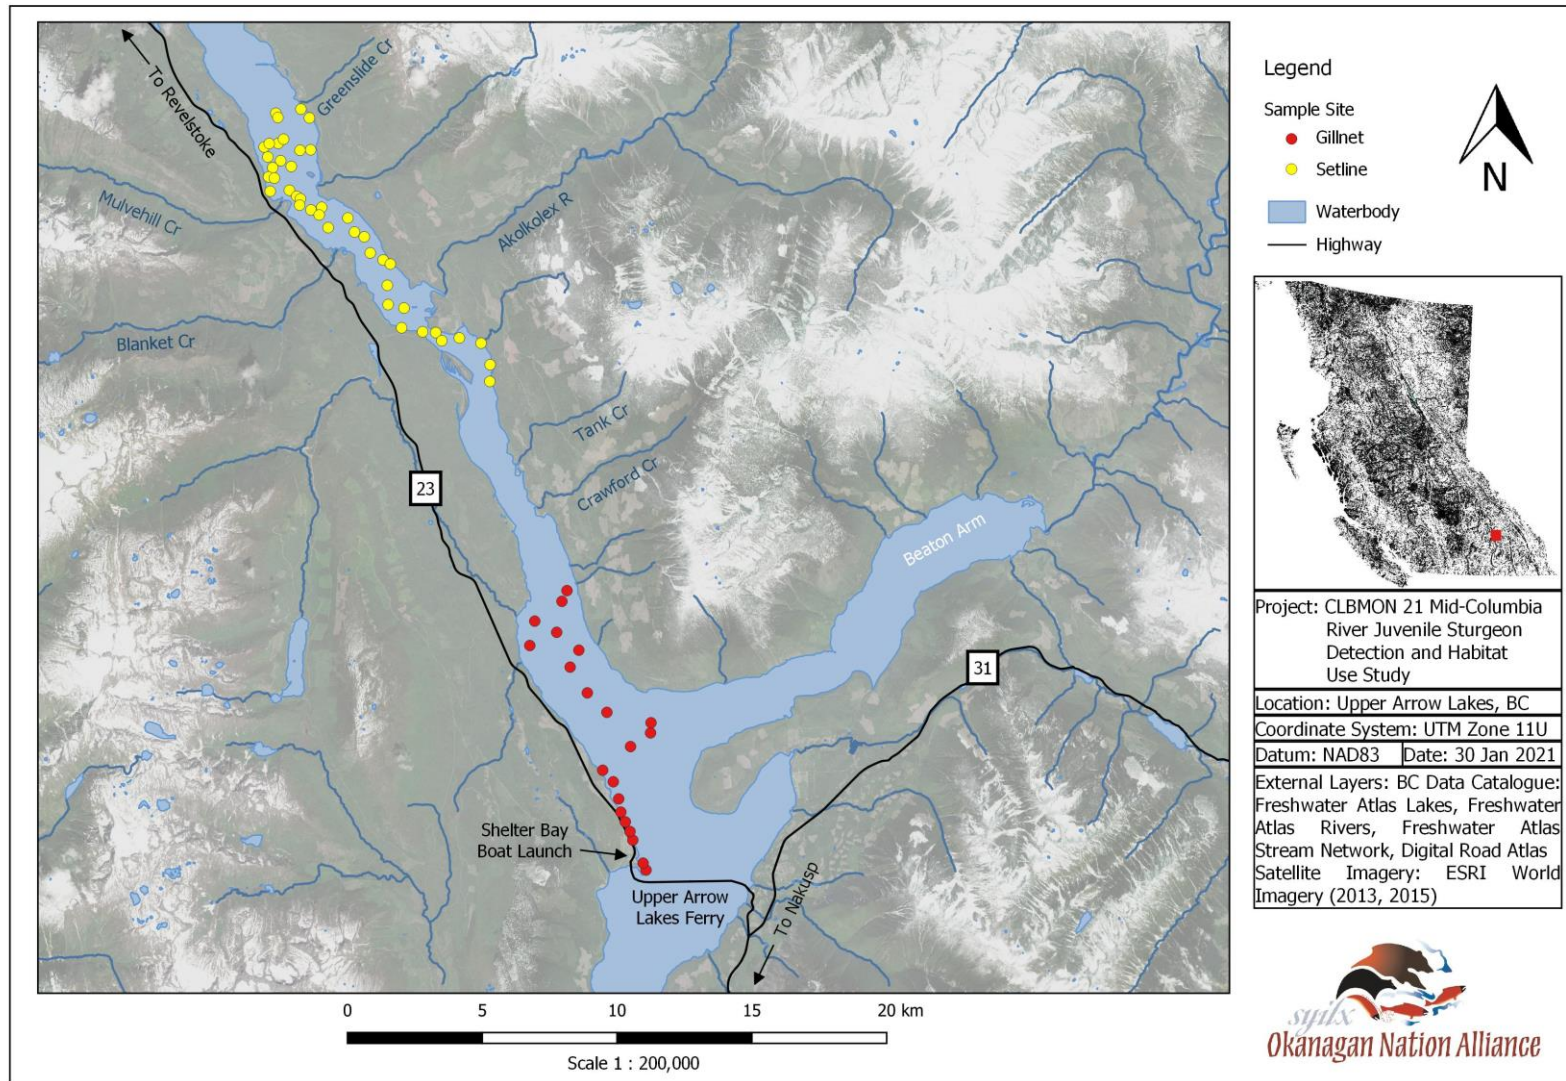 To Revelstoke
Greenslide Cr
Mulvehill Cr
Akolkolex R
Blanket Cr
Tank Cr
Crawford Cr
23
Beaton Arm
31
Shelter Bay
Boat Launch
Upper Arrow
Lakes Ferry
To Nakusp
0 5 10 15 20 km
Scale 1 : 200,000
Legend
Sample Site
Gillnet
Setline
Waterbody
Highway
N
Project: CLBMON 21 Mid-Columbia
River Juvenile Sturgeon
Detection and Habitat
Use Study
Location: Upper Arrow Lakes, BC
Coordinate System: UTM Zone 11U
Datum: NAD83 Date: 30 Jan 2021
External Layers: BC Data Catalogue:
Freshwater Atlas Lakes, Freshwater
Atlas Rivers, Freshwater Atlas
Stream Network, Digital Road Atlas
Satellite Imagery: ESRI World
Imagery (2013, 2015)
syilx
Okanagan Nation Alliance